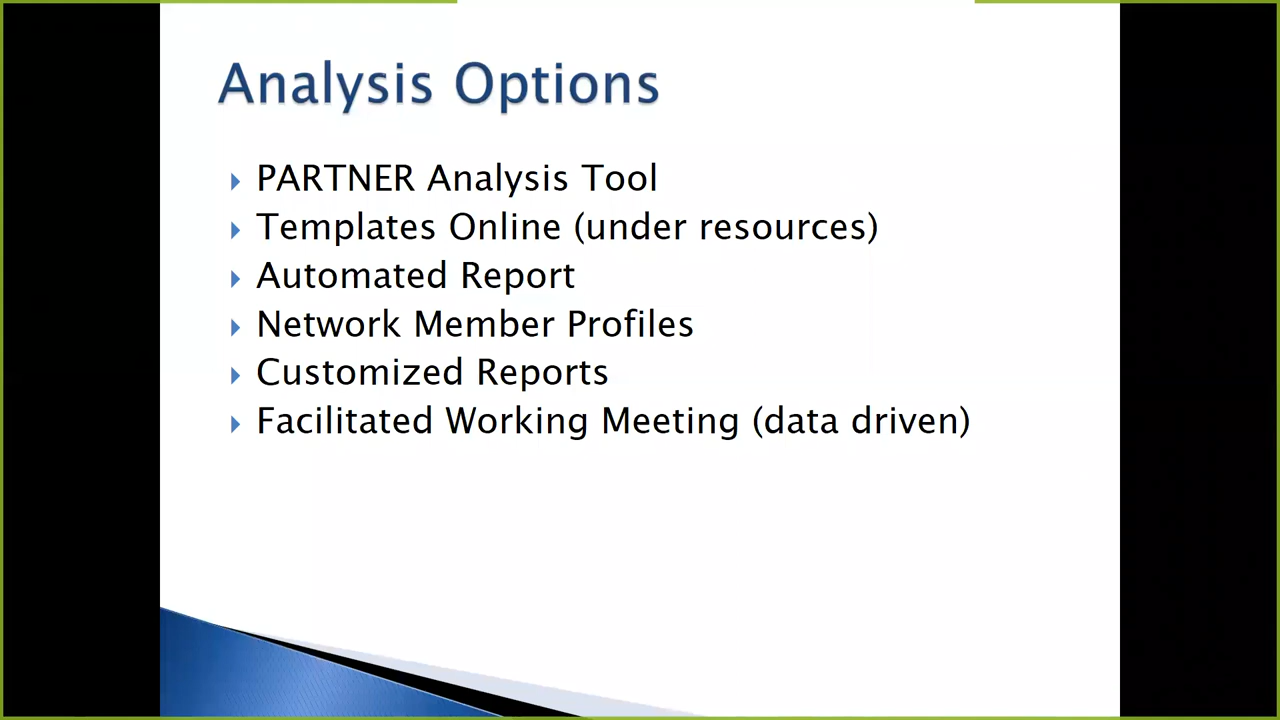 Analysis Options
PARTNER Analysis Tool
Templates Online (under resources)
Automated Report
Network Member Profiles
Customized Reports
Facilitated Working Meeting (data driven)